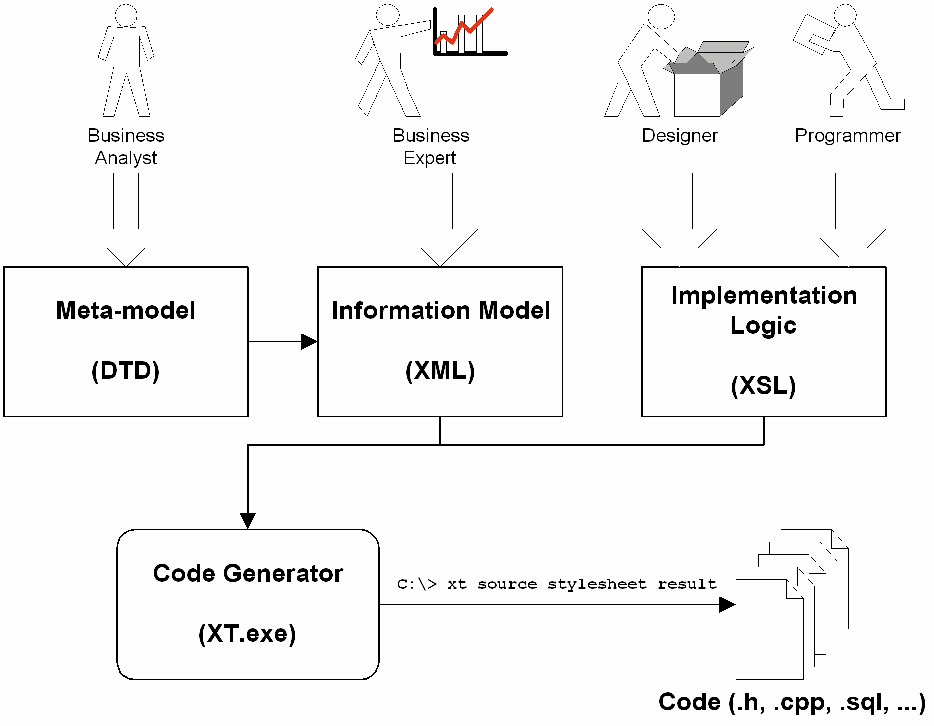 Business
Analyst
Business
Expert
Designer
Programmer
Meta-model
(DTD)
Information Model
(XML)
Implementation
Logic
(XSL)
Code Generator
(XT.exe)
C:\> xt source stylesheet result
Code (.h, .cpp, .sql, ...)